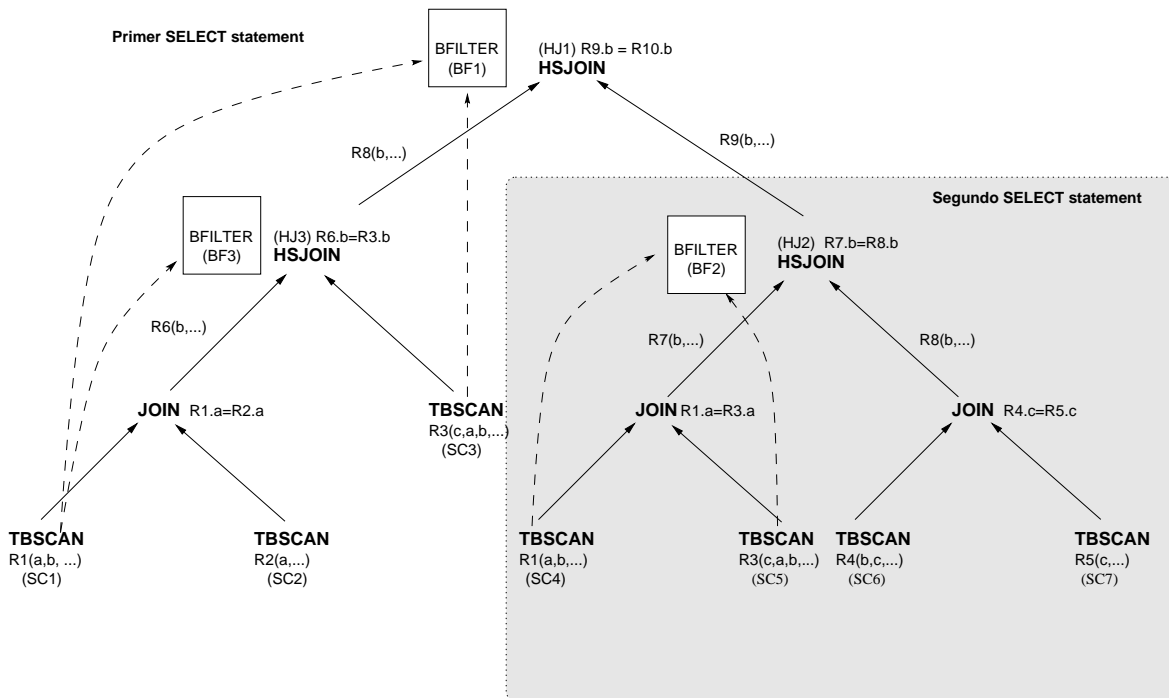 Primer SELECT statement
BFILTER
(BF1)
(HJ1) R9.b = R10.b
HSJOIN
R8(b,...)
R9(b,...)
Segundo SELECT statement
BFILTER
(BF3)
(HJ3) R6.b=R3.b
HSJOIN
BFILTER
(BF2)
(HJ2) R7.b=R8.b
HSJOIN
R6(b,...)
R7(b,...)
R8(b,...)
JOIN R1.a=R2.a
TBSCAN
R3(c,a,b,...)
(SC3)
JOIN R1.a=R3.a
JOIN R4.c=R5.c
TBSCAN
R1(a,b, ...)
(SC1)
TBSCAN
R2(a,...)
(SC2)
TBSCAN
R1(a,b,...)
(SC4)
TBSCAN
R3(c,a,b,...)
(SC5)
TBSCAN
R4(b,c,...)
(SC6)
TBSCAN
R5(c,...)
(SC7)